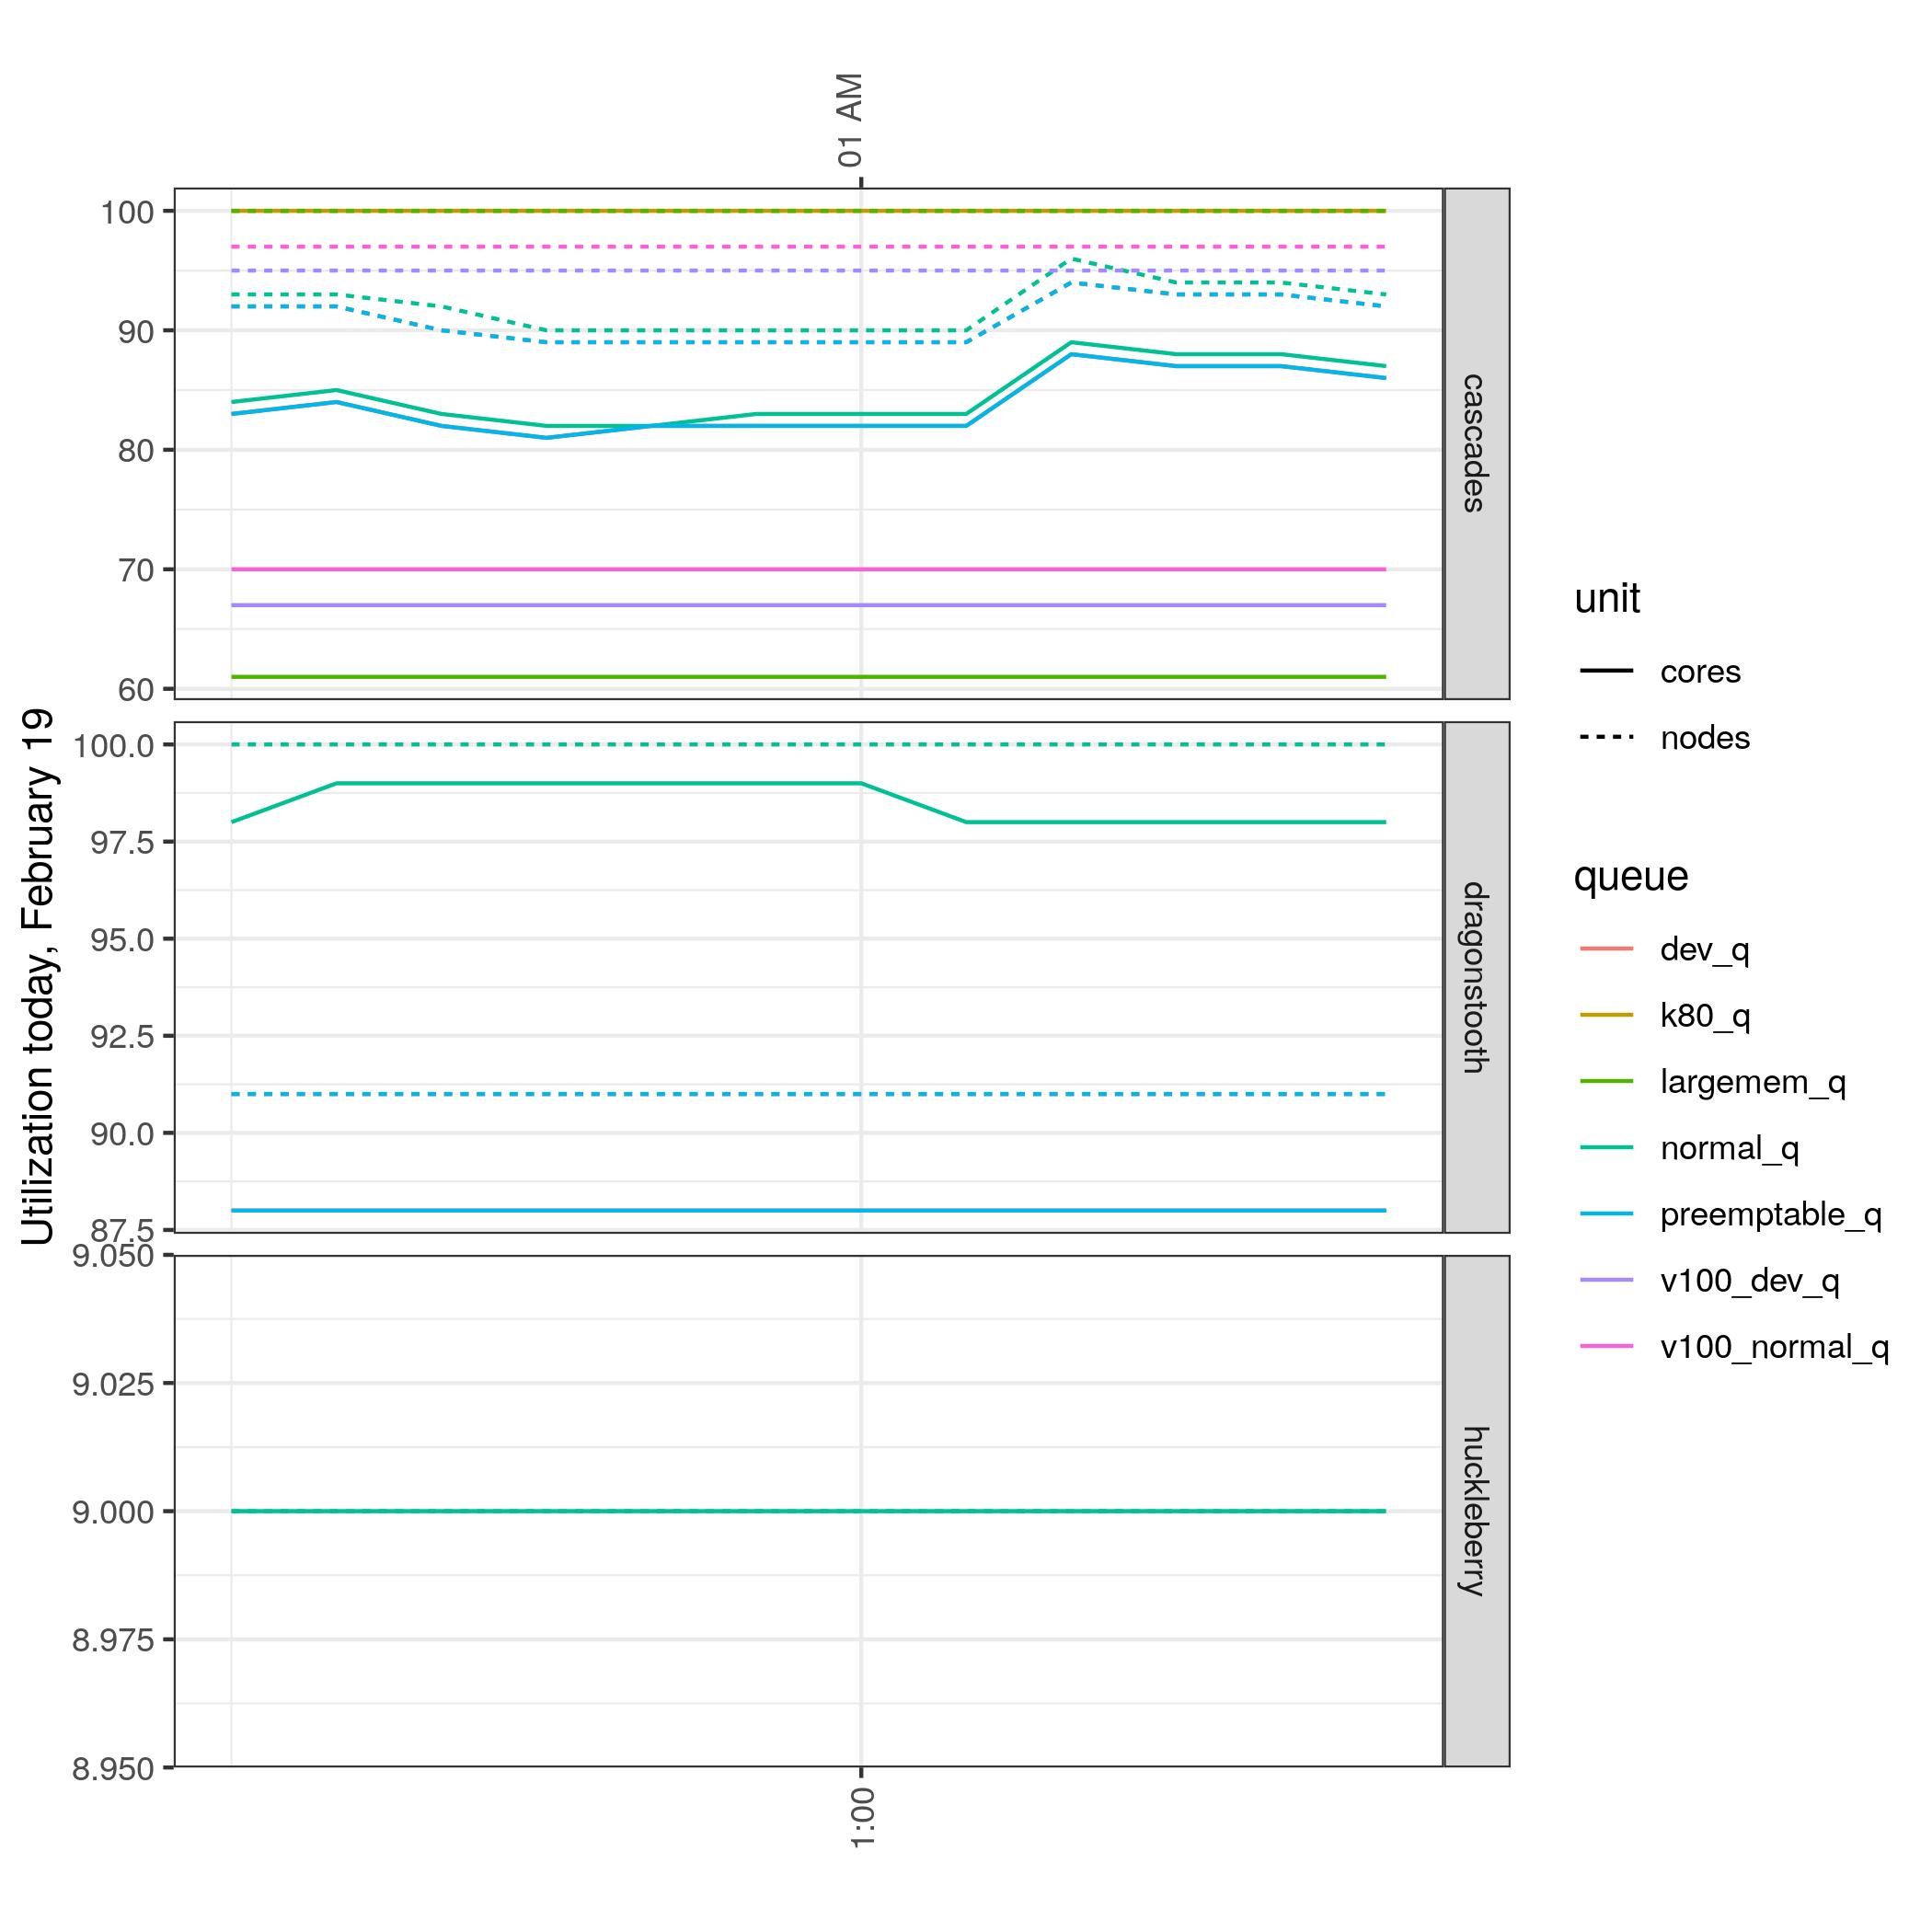 01 AM
100
90
80
70
60
cascades
100.0
97.5
95.0
92.5
90.0
87.5
dragonstooth
9.050
9.025
9.000
8.975
8.950
huckleberry
1:00
Utilization today, February 19
unit
cores
nodes
queue
dev_q
k80_q
largemem_q
normal_q
preemptable_q
v100_dev_q
v100_normal_q